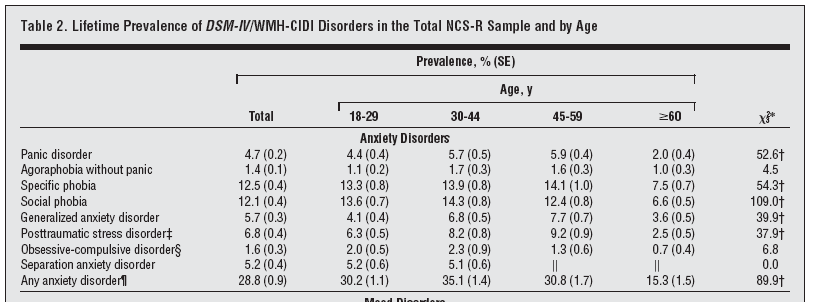 Table 2. Lifetime Prevalence of DSM-IV/WMH-CIDI Disorders in the Total NCS-R Sample and by Age
Prevalence, % (SE)
Age, y
Total 18-29 30-44 45-59 ≥60 χ²₃*
Anxiety Disorders
Panic disorder 4.7 (0.2) 4.4 (0.4) 5.7 (0.5) 5.9 (0.4) 2.0 (0.4) 52.6†
Agoraphobia without panic 1.4 (0.1) 1.1 (0.2) 1.7 (0.3) 1.6 (0.3) 1.0 (0.3) 4.5
Specific phobia 12.5 (0.4) 13.3 (0.8) 13.9 (0.8) 14.1 (1.0) 7.5 (0.7) 54.3†
Social phobia 12.1 (0.4) 13.6 (0.7) 14.3 (0.8) 12.4 (0.8) 6.6 (0.5) 109.0†
Generalized anxiety disorder 5.7 (0.3) 4.1 (0.4) 6.8 (0.5) 7.7 (0.7) 3.6 (0.5) 39.9†
Posttraumatic stress disorder‡ 6.8 (0.4) 6.3 (0.5) 8.2 (0.8) 9.2 (0.9) 2.5 (0.5) 37.9†
Obsessive-compulsive disorder§ 1.6 (0.3) 2.0 (0.5) 2.3 (0.9) 1.3 (0.6) 0.7 (0.4) 6.8
Separation anxiety disorder 5.2 (0.4) 5.2 (0.6) 5.1 (0.6) || || 0.0
Any anxiety disorder¶ 28.8 (0.9) 30.2 (1.1) 35.1 (1.4) 30.8 (1.7) 15.3 (1.5) 89.9†
Mood Disorders